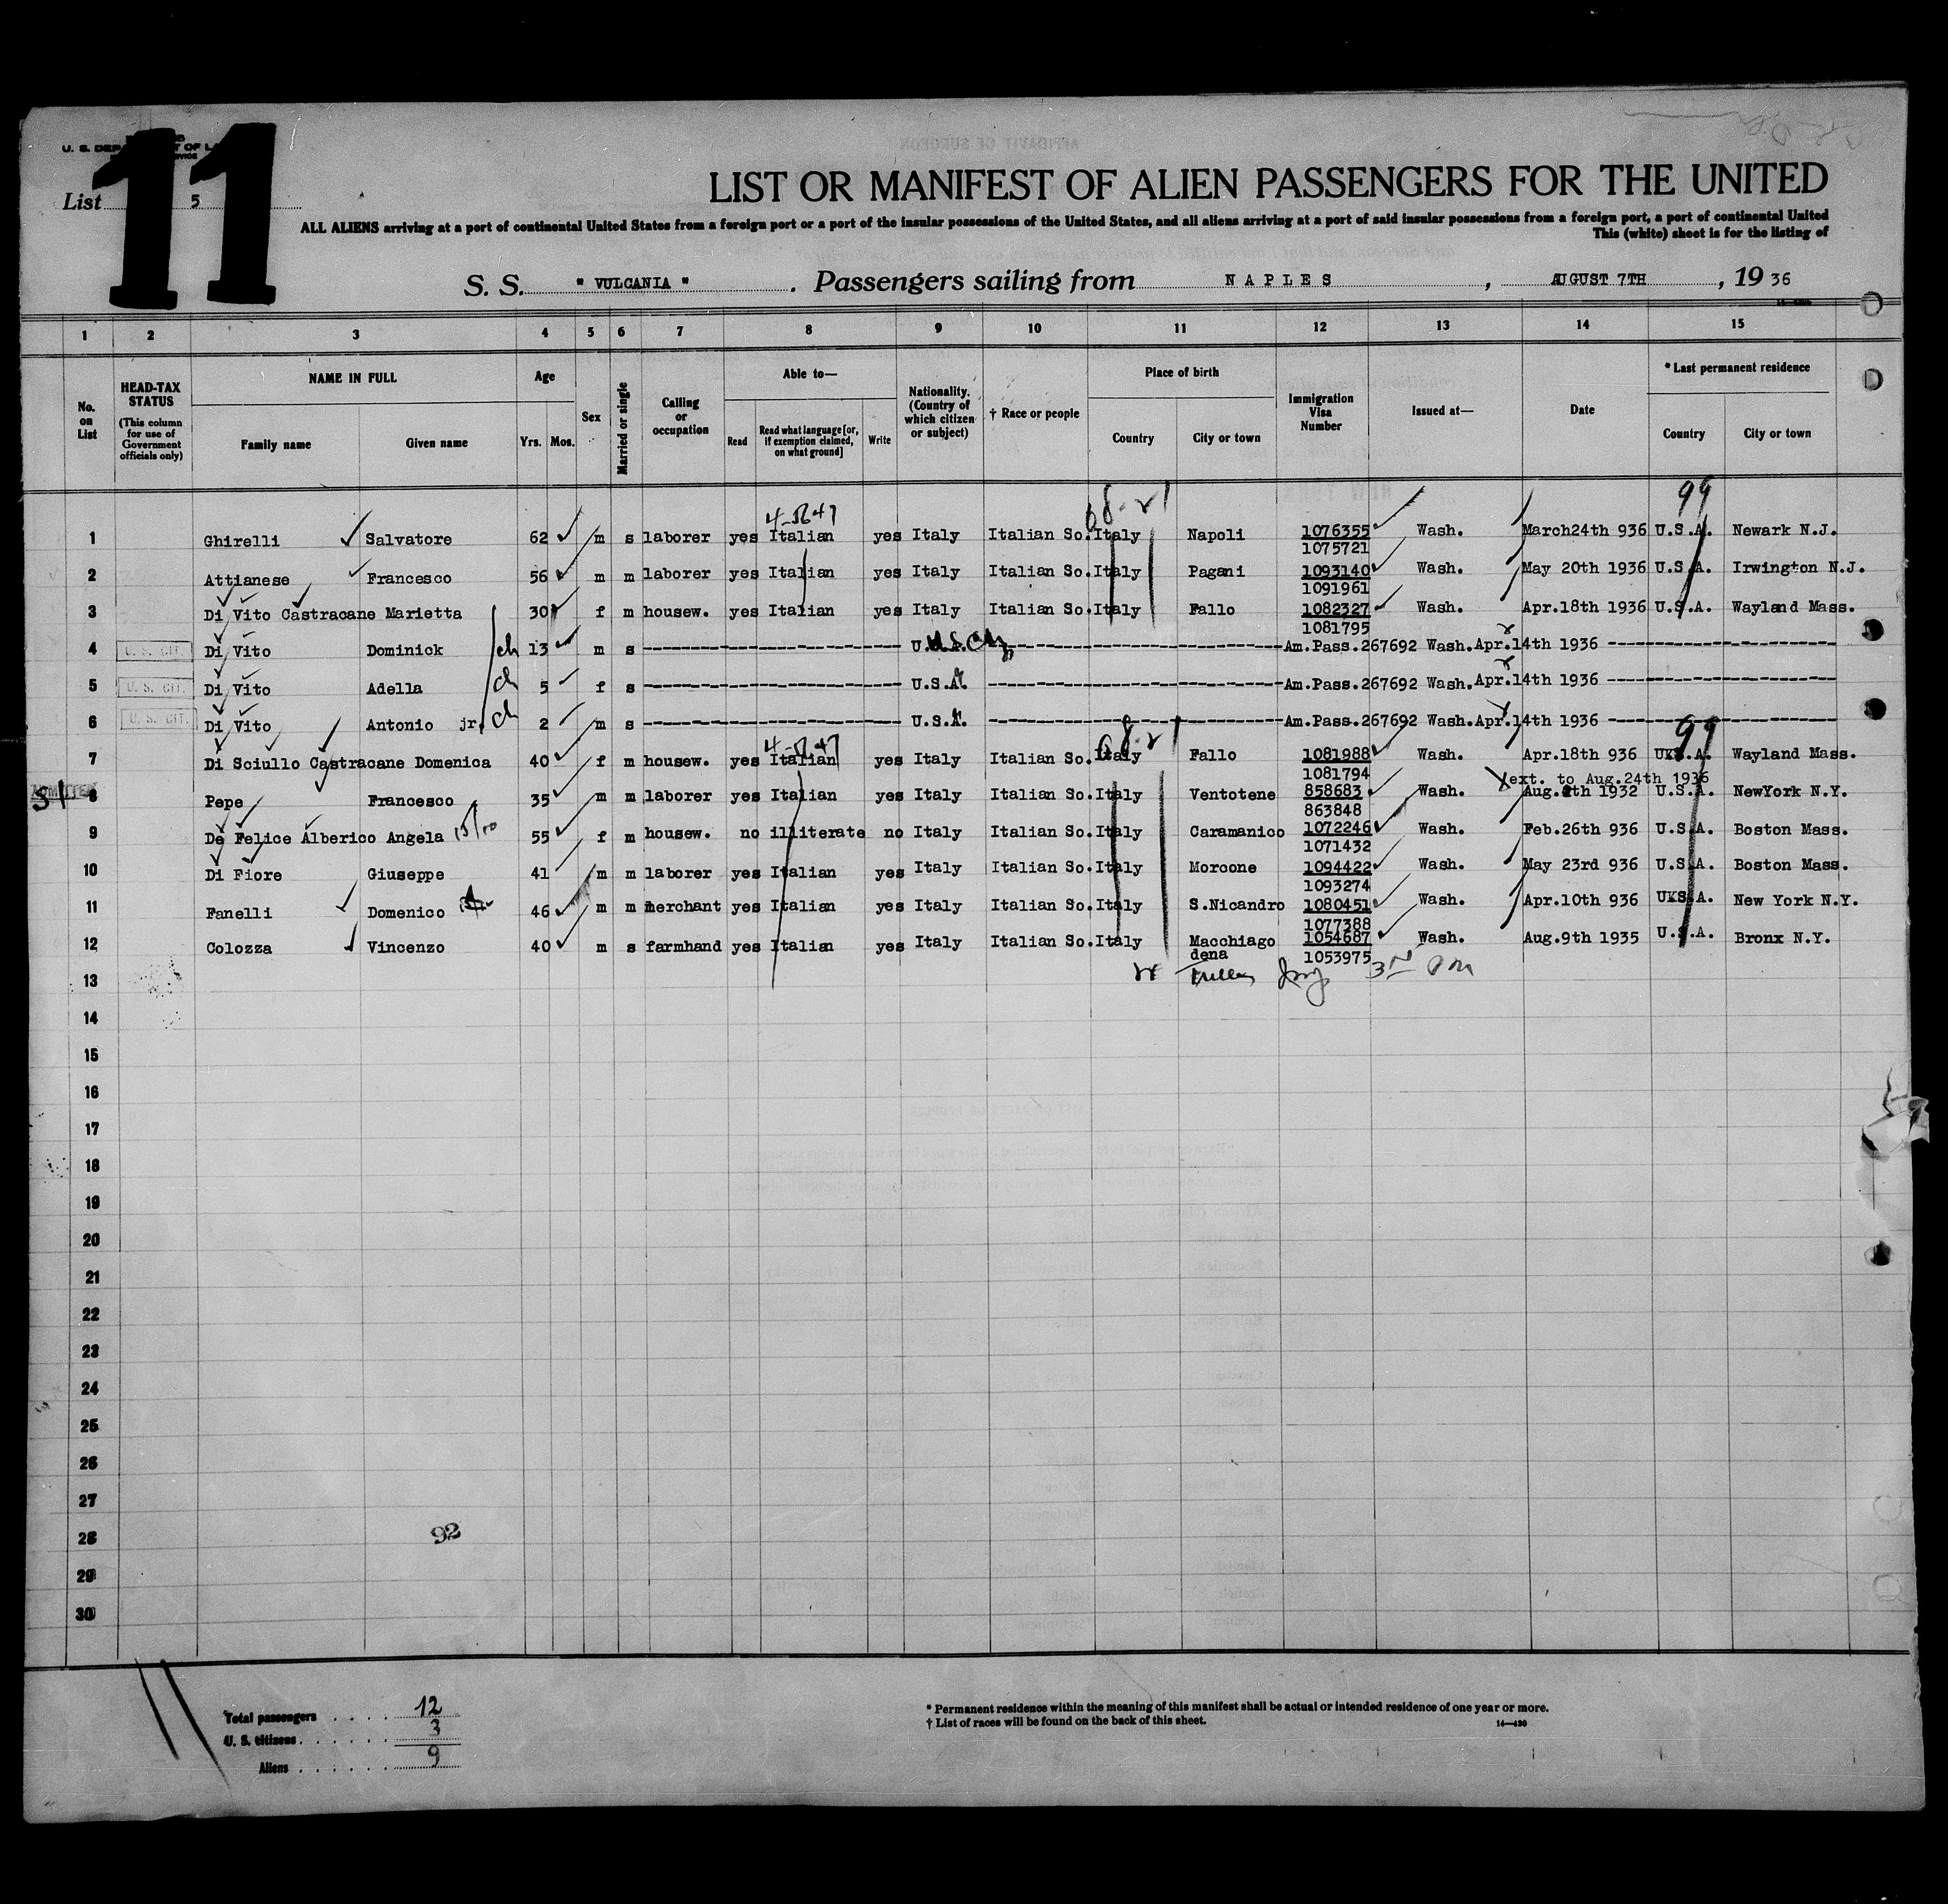 11
U. S. DEPARTMENT OF LA
List 5
LIST OR MANIFEST OF ALIEN PASSENGERS FOR THE UNITED
ALL ALIENS arriving at a port of continental United States from a foreign port or a port of the insular possessions of the United States, and all aliens arriving at a port of said insular possessions from a foreign port, a port of continental United
This (white) sheet is for the listing of
S. S. " VULCANIA " . Passengers sailing from NAPLES , AUGUST 7TH , 19 36
1 2 3 4 5 6 7 8 9 10 11 12 13 14 15
No. on List
HEAD-TAX STATUS (This column for use of Government officials only)
NAME IN FULL
Family name Given name
Age
Yrs. Mos.
Sex
Married or single
Calling or occupation
Able to—
Read
Read what language [or, if exemption claimed, on what ground]
Write
Nationality. (Country of which citizen or subject)
† Race or people
Place of birth
Country City or town
Immigration Visa Number
Issued at—
Date
* Last permanent residence
Country City or town
99
1 Ghirelli Salvatore 62 m s laborer yes Italian yes Italy Italian So. Italy Napoli 1076355 Wash. March24th 936 U.S.A. Newark N.J.
1075721
2 Attianese Francesco 56 m m laborer yes Italian yes Italy Italian So. Italy Pagani 1093140 Wash. May 20th 1936 U.S.A. Irwington N.J.
1091961
3 Di Vito Castracane Marietta 30 f m housew. yes Italian yes Italy Italian So. Italy Fallo 1082327 Wash. Apr.18th 1936 U.S.A. Wayland Mass.
1081795
4 U. S. CIT. Di Vito Dominick ch 13 m s U.S.A. Am.Pass.267692 Wash. Apr.14th 1936
5 U. S. CIT. Di Vito Adella ch 5 f s U.S.A. Am.Pass.267692 Wash. Apr.14th 1936
6 U. S. CIT. Di Vito Antonio jr. ch 2 m s U.S.A. Am.Pass.267692 Wash. Apr.14th 1936
99
7 Di Sciullo Castracane Domenica 40 f m housew. yes Italian yes Italy Italian So. Italy Fallo 1081988 Wash. Apr.18th 936 U.S.A. Wayland Mass.
1081794
ext. to Aug.24th 1936
ADMITTED
8 Pepe Francesco 35 m m laborer yes Italian yes Italy Italian So. Italy Ventotene 858683 Wash. 1932 U.S.A. NewYork N.Y.
863848
9 De Felice Alberico Angela 55 f m housew. no illiterate no Italy Italian So. Italy Caramanico 1072246 Wash. Feb.26th 936 U.S.A. Boston Mass.
1071432
10 Di Fiore Giuseppe 41 m m laborer yes Italian yes Italy Italian So. Italy Morcone 1094422 Wash. May 23rd 936 U.S.A. Boston Mass.
1093274
11 Fanelli Domenico 46 m m merchant yes Italian yes Italy Italian So. Italy S.Nicandro 1080451 Wash. Apr.10th 936 U.S.A. New York N.Y.
1077388
12 Colozza Vincenzo 40 m s farmhand yes Italian yes Italy Italian So. Italy Macchiago 1054687 Wash. Aug.9th 1935 U.S.A. Bronx N.Y.
dena 1053975
13
14
15
16
17
18
19
20
21
22
23
24
25
26
27
28
29
30
92
Total passengers 12
U. S. citizens 3
Aliens 9
* Permanent residence within the meaning of this manifest shall be actual or intended residence of one year or more.
† List of races will be found on the back of this sheet.
14—430